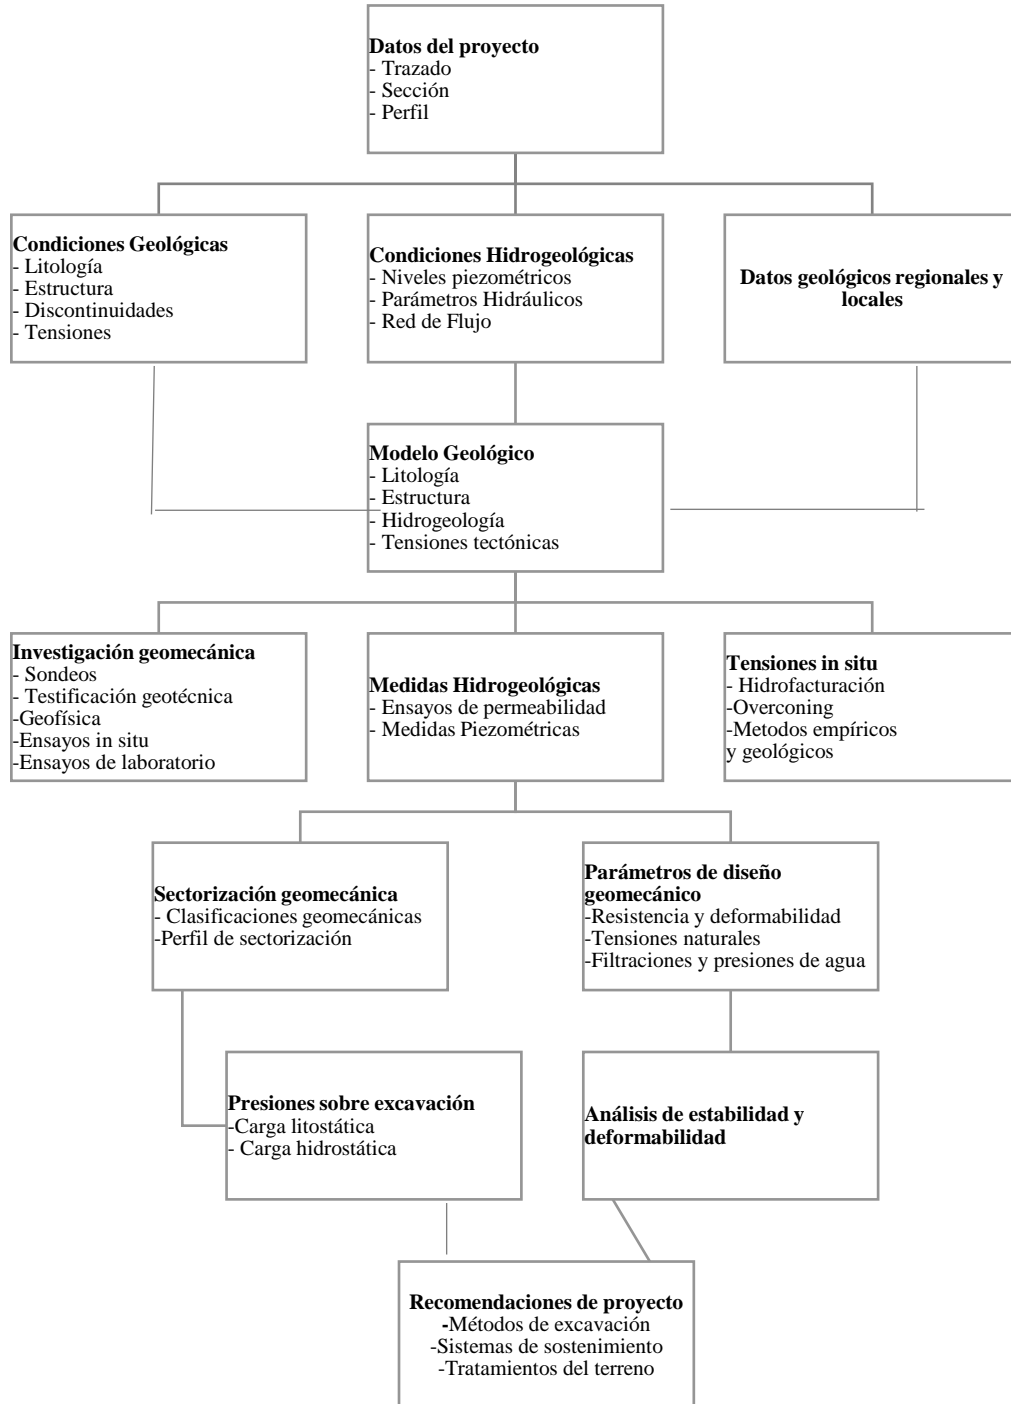 Datos del proyecto
- Trazado
- Sección
- Perfil
Condiciones Geológicas
- Litología
- Estructura
- Discontinuidades
- Tensiones
Condiciones Hidrogeológicas
- Niveles piezométricos
- Parámetros Hidráulicos
- Red de Flujo
Datos geológicos regionales y
locales
Modelo Geológico
- Litología
- Estructura
- Hidrogeología
- Tensiones tectónicas
Investigación geomecánica
- Sondeos
- Testificación geotécnica
-Geofísica
-Ensayos in situ
-Ensayos de laboratorio
Medidas Hidrogeológicas
- Ensayos de permeabilidad
- Medidas Piezométricas
Tensiones in situ
- Hidrofacturación
-Overconing
-Metodos empíricos
y geológicos
Sectorización geomecánica
- Clasificaciones geomecánicas
-Perfil de sectorización
Parámetros de diseño
geomecánico
-Resistencia y deformabilidad
-Tensiones naturales
-Filtraciones y presiones de agua
Presiones sobre excavación
-Carga litostática
- Carga hidrostática
Análisis de estabilidad y
deformabilidad
Recomendaciones de proyecto
-Métodos de excavación
-Sistemas de sostenimiento
-Tratamientos del terreno